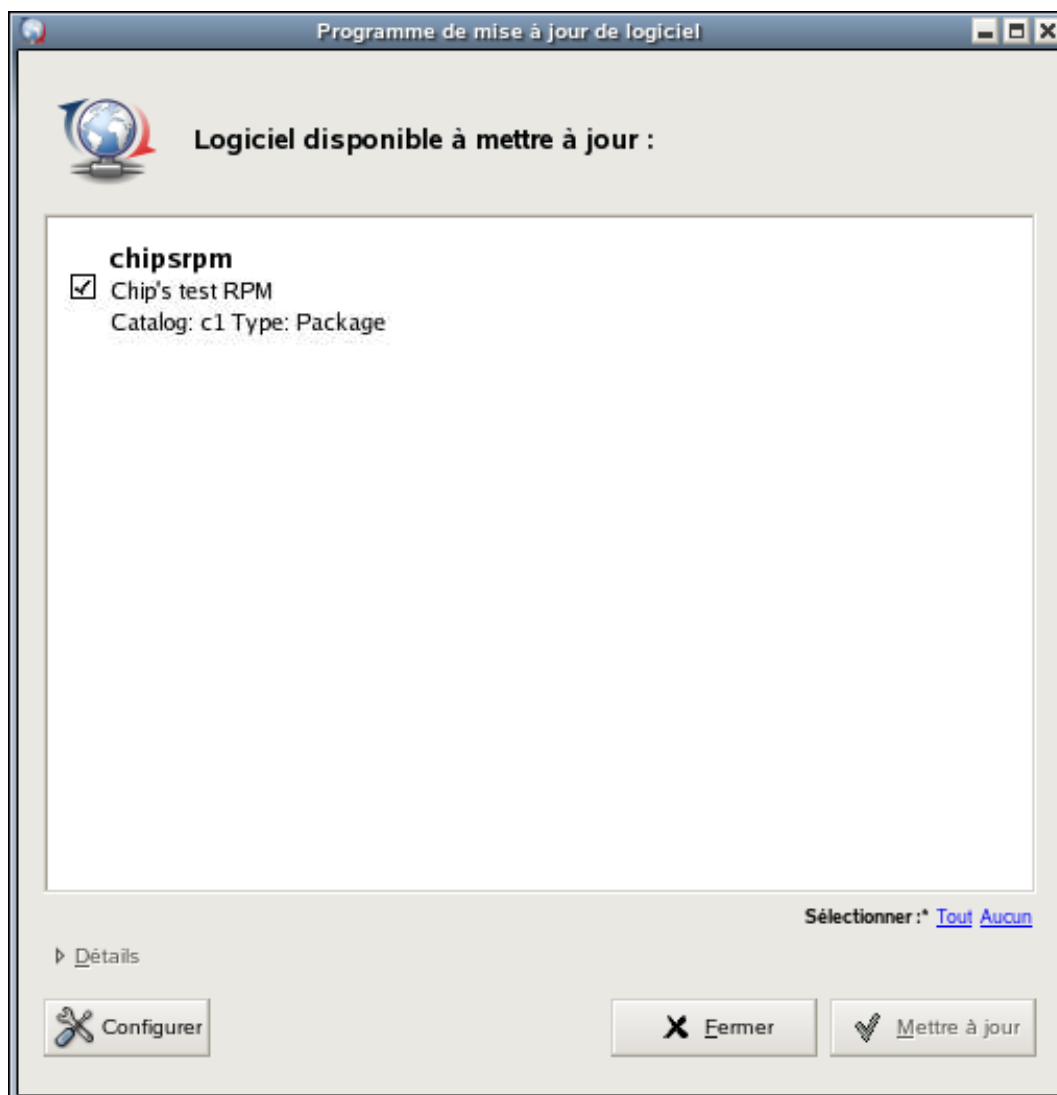 Programme de mise à jour de logiciel
Logiciel disponible à mettre à jour :
chipsrpm
Chip's test RPM
Catalog: c1 Type: Package
Sélectionner :* Tout Aucun
Détails
Configurer
Fermer
Mettre à jour